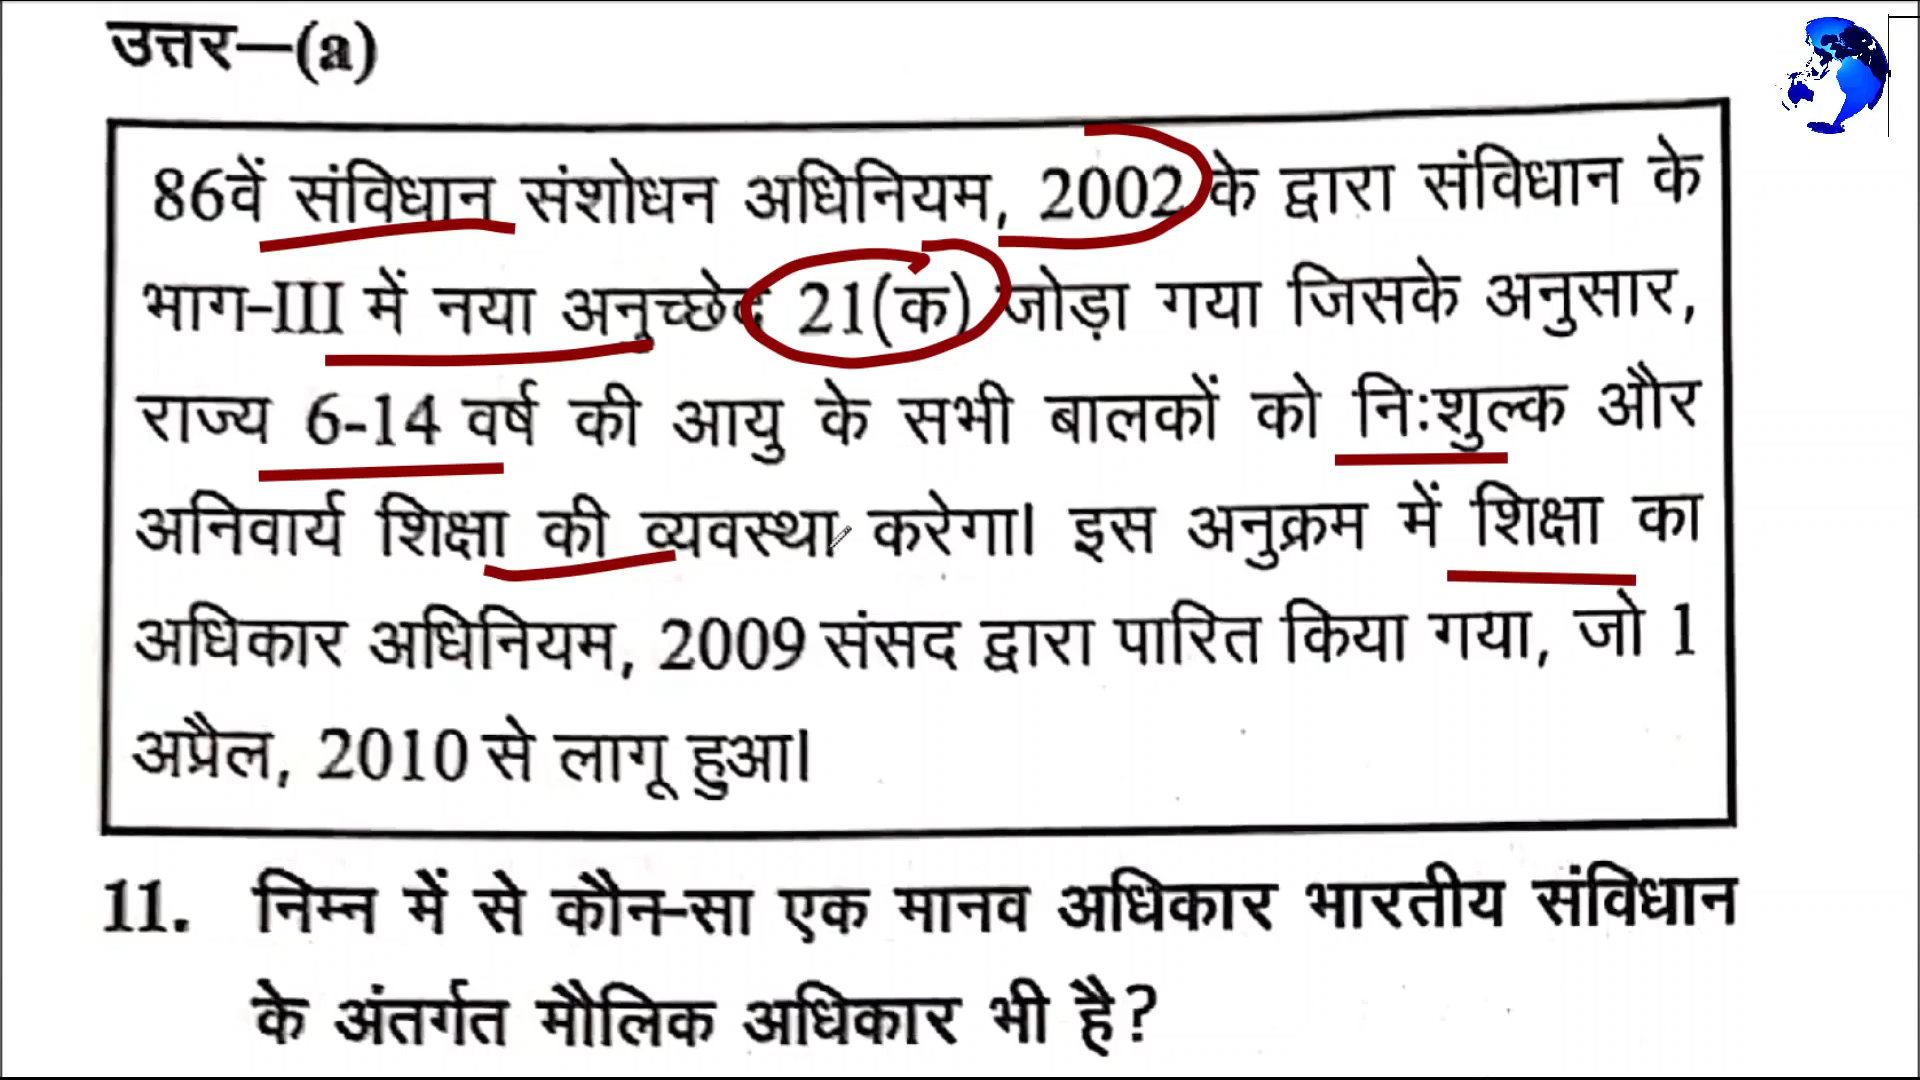 उत्तर—(a)
86वें संविधान संशोधन अधिनियम, 2002 के द्वारा संविधान के
भाग-III में नया अनुच्छेद 21(क) जोड़ा गया जिसके अनुसार,
राज्य 6-14 वर्ष की आयु के सभी बालकों को नि:शुल्क और
अनिवार्य शिक्षा की व्यवस्था करेगा। इस अनुक्रम में शिक्षा का
अधिकार अधिनियम, 2009 संसद द्वारा पारित किया गया, जो 1
अप्रैल, 2010 से लागू हुआ।
11. निम्न में से कौन-सा एक मानव अधिकार भारतीय संविधान
के अंतर्गत मौलिक अधिकार भी है?